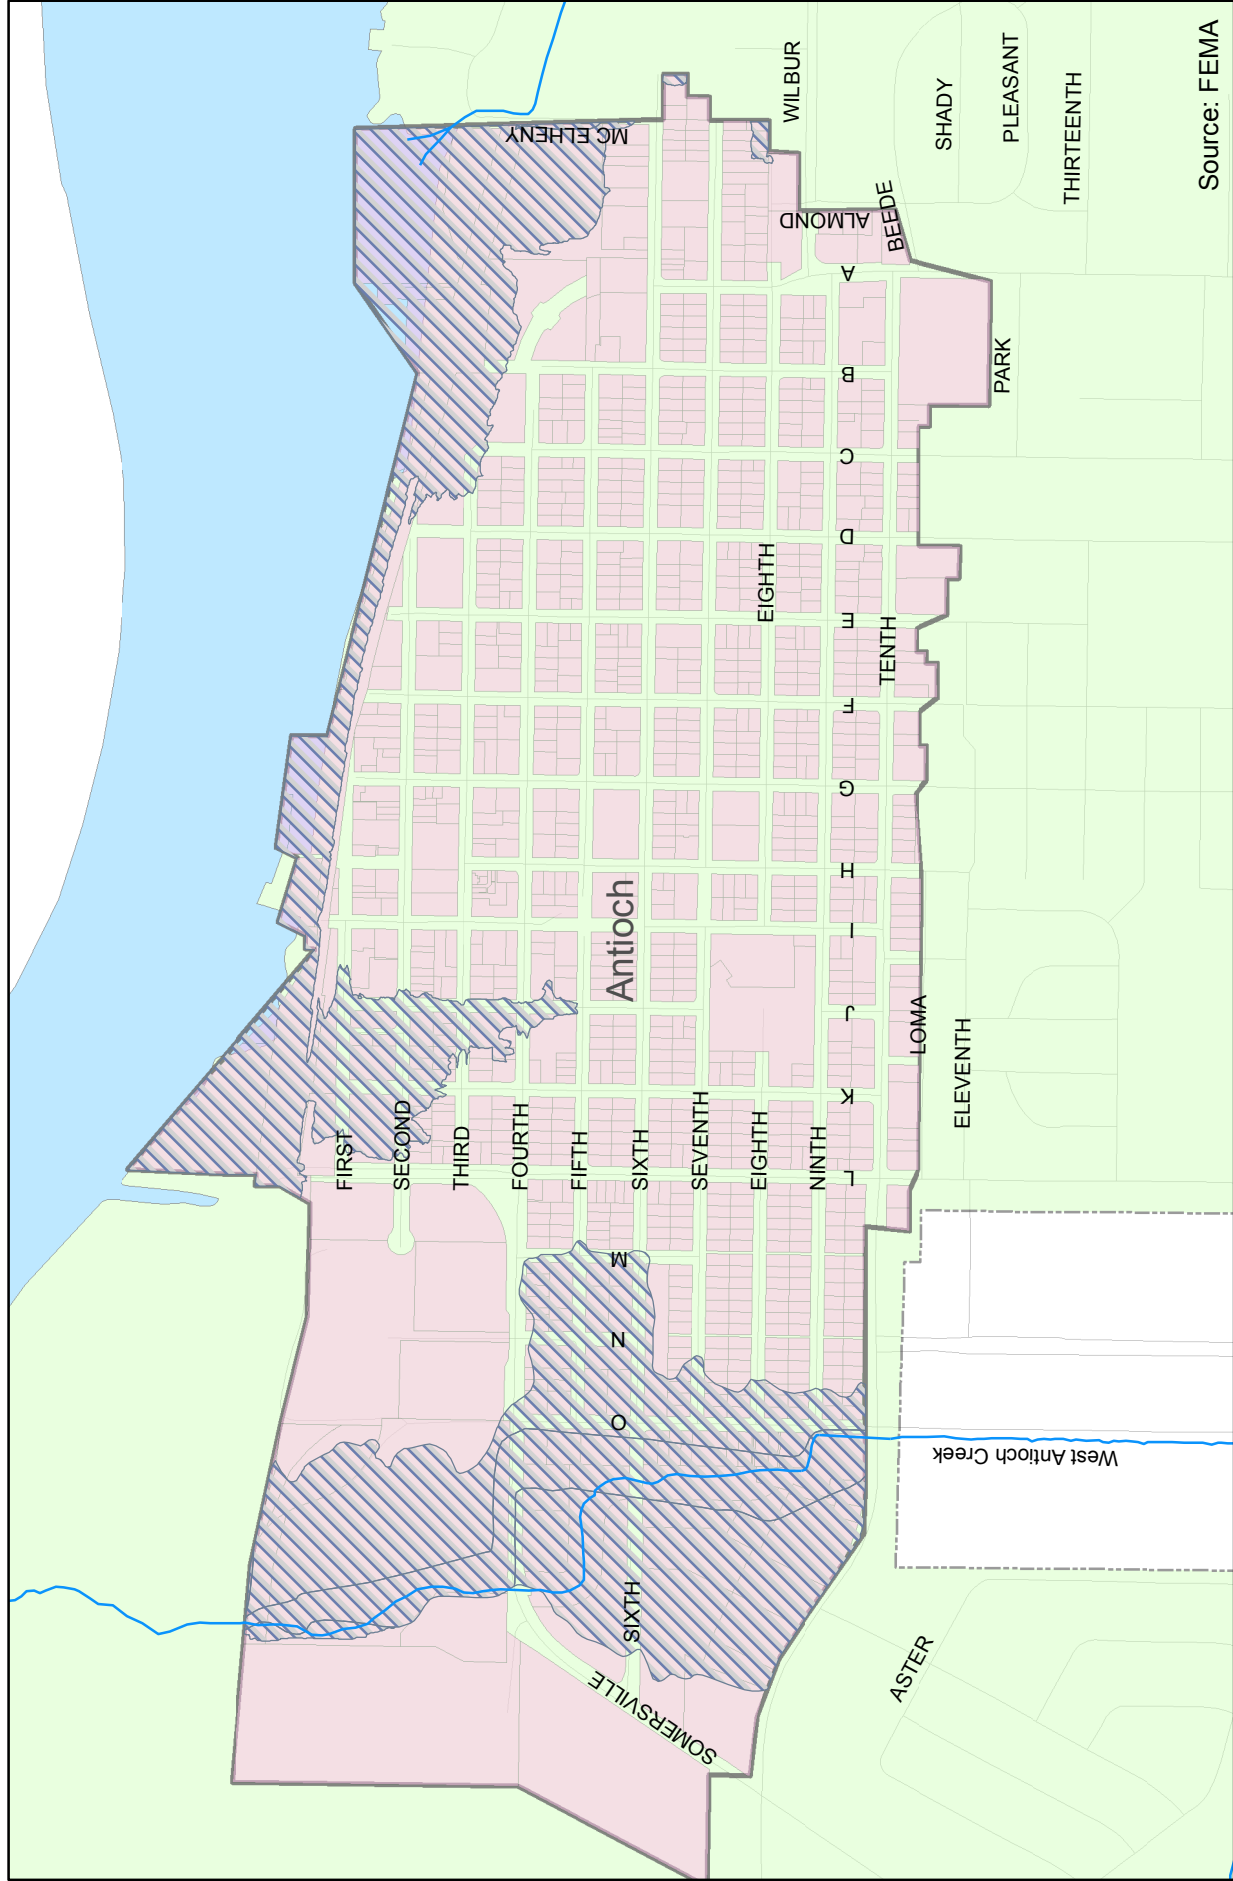 MC ELHENY
WILBUR
SHADY
PLEASANT
THIRTEENTH
Source: FEMA
ALMOND
BEEDE
A
B
PARK
C
D
EIGHTH
E
TENTH
F
G
H
Antioch
I
J
LOMA
ELEVENTH
K
FIRST
SECOND
THIRD
FOURTH
FIFTH
SIXTH
SEVENTH
EIGHTH
NINTH
L
M
N
O
West Antioch Creek
SIXTH
SOMERSVILLE
ASTER